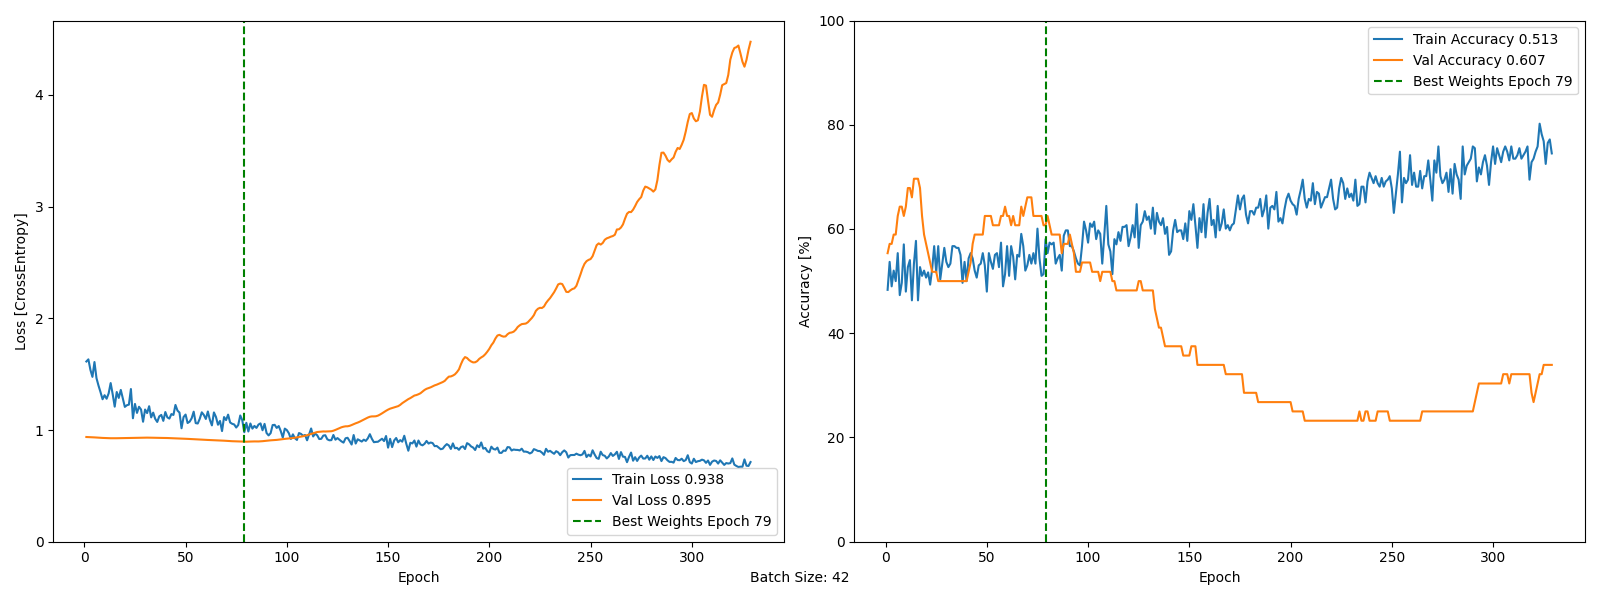 Loss [CrossEntropy]
4
3
2
1
0
0 50 100 150 200 250 300
Epoch
Train Loss 0.938
Val Loss 0.895
Best Weights Epoch 79
Accuracy [%]
100
80
60
40
20
0
0 50 100 150 200 250 300
Epoch
Train Accuracy 0.513
Val Accuracy 0.607
Best Weights Epoch 79
Batch Size: 42